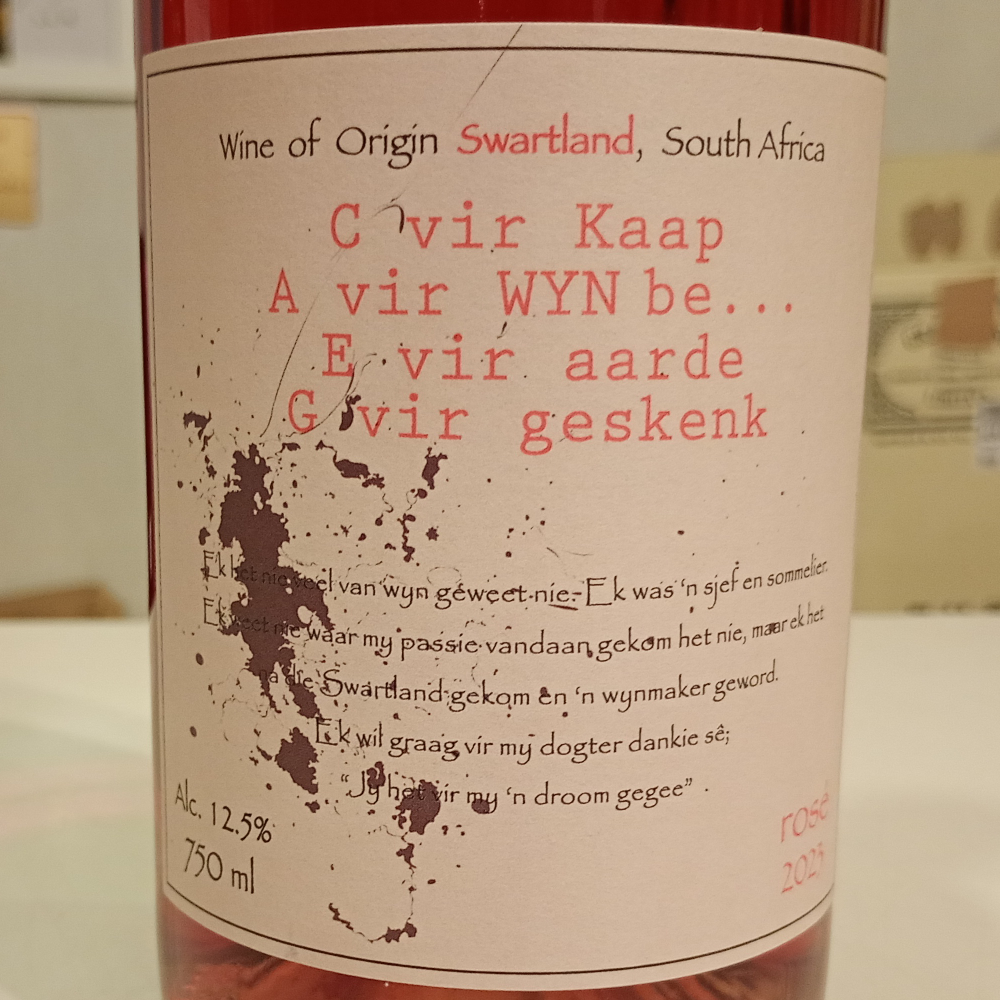 Wine of Origin Swartland, South Africa
C vir Kaap
A vir WYN be...
E vir aarde
G vir geskenk
Ek het nie veel van wyn geweet nie. Ek was 'n sjef en sommelier.
Ek weet nie waar my passie vandaan gekom het nie, maar ek het
na die Swartland gekom en 'n wynmaker geword.
Ek wil graag vir my dogter dankie sê;
"Jy het vir my 'n droom gegee"
Alc. 12.5%
750 ml
rosé
2023